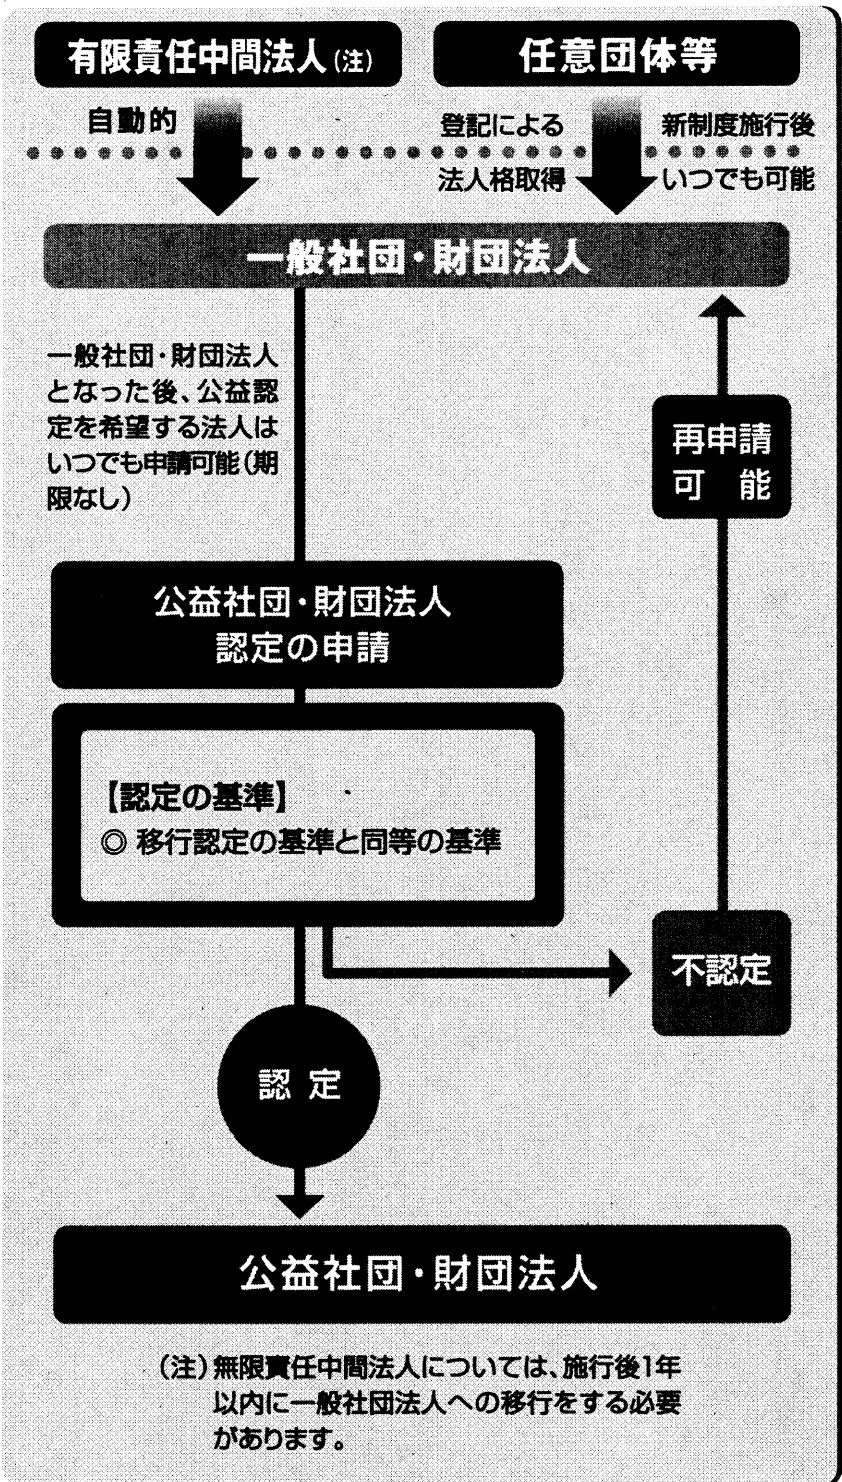 有限責任中間法人(注)
任意団体等
自動的
登記による
法人格取得
新制度施行後
いつでも可能
一般社団・財団法人
一般社団・財団法人
となった後、公益認
定を希望する法人は
いつでも申請可能(期
限なし)
再申請
可 能
公益社団・財団法人
認定の申請
【認定の基準】
◎ 移行認定の基準と同等の基準
不認定
認 定
公益社団・財団法人
(注)無限責任中間法人については、施行後1年
以内に一般社団法人への移行をする必要
があります。